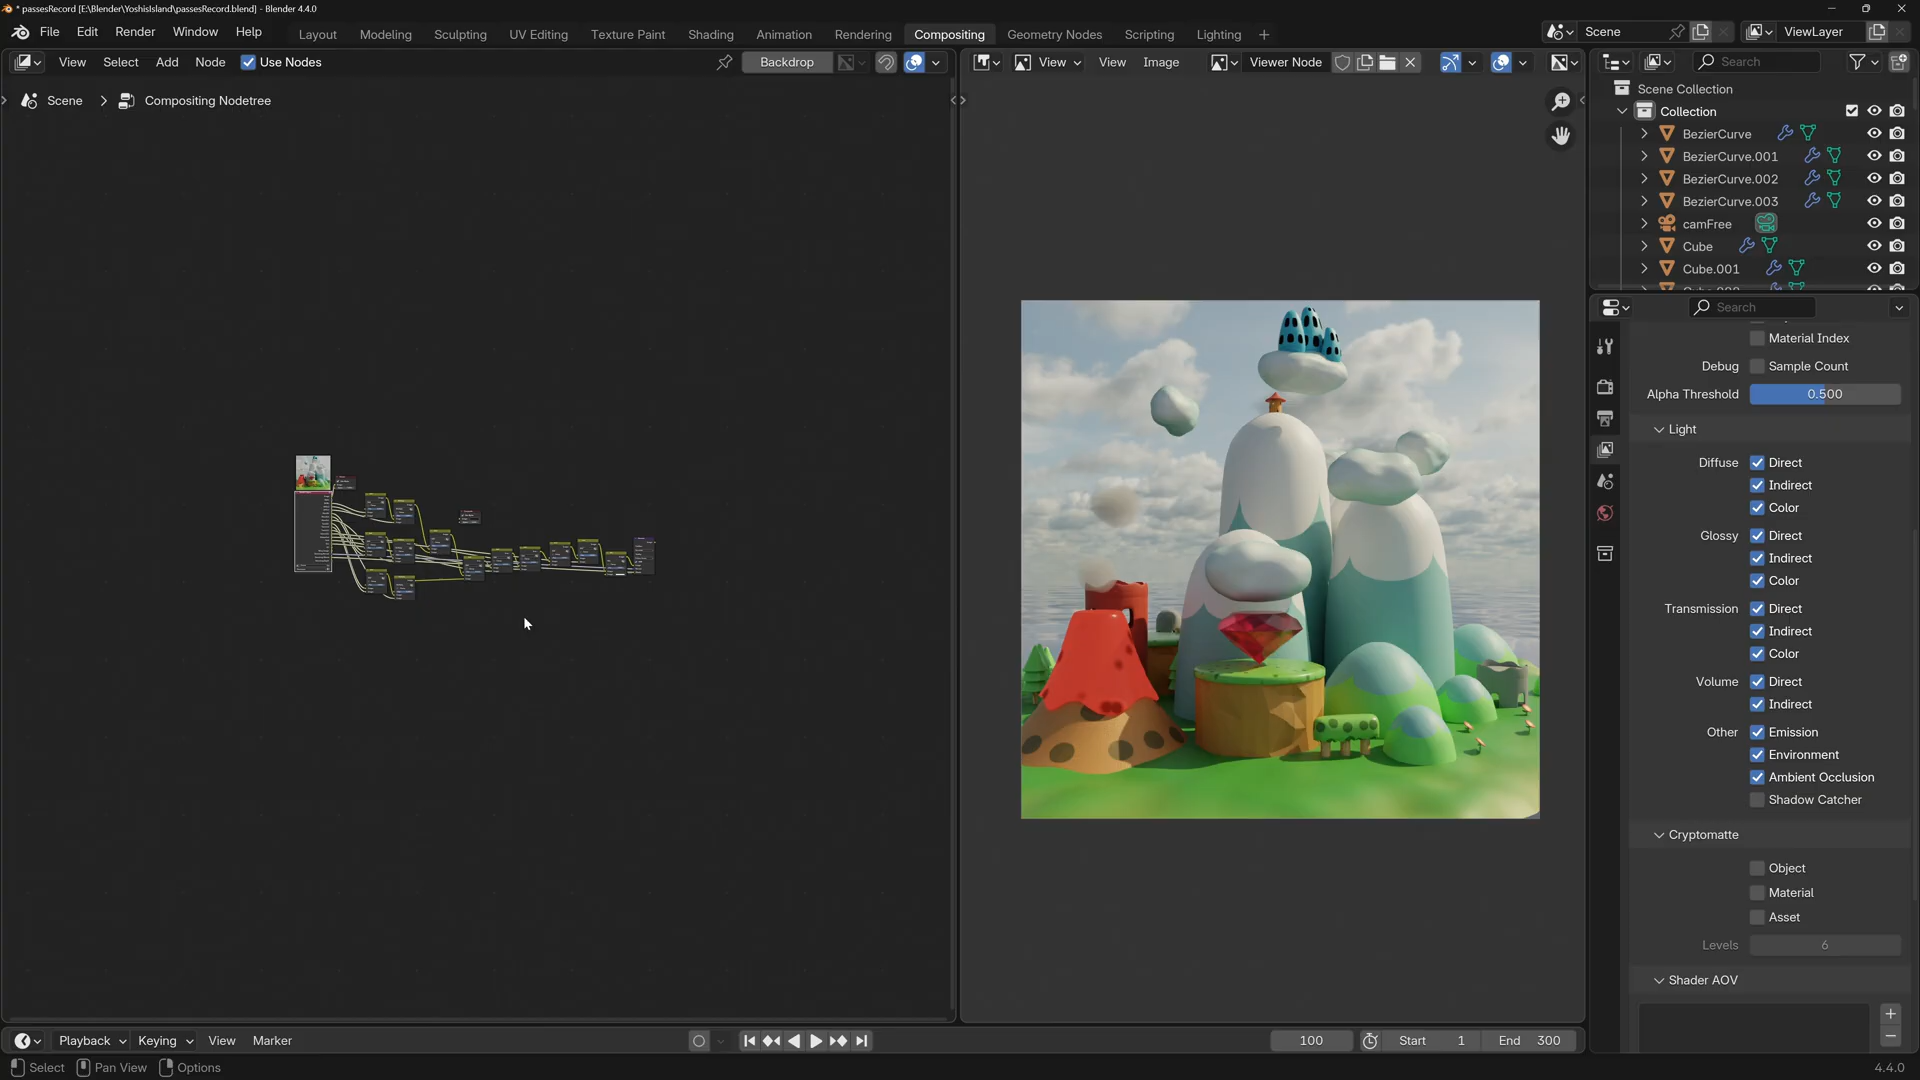 * passesRecord [E:\Blender\YoshisIsland\passesRecord.blend] - Blender 4.4.0
File Edit Render Window Help
Layout Modeling Sculpting UV Editing Texture Paint Shading Animation Rendering Compositing Geometry Nodes Scripting Lighting
Scene
ViewLayer
View Select Add Node Use Nodes
Backdrop
View View Image
Viewer Node
Search
Scene > Compositing Nodetree
Scene Collection
Collection
BezierCurve
BezierCurve.001
BezierCurve.002
BezierCurve.003
camFree
Cube
Cube.001
Search
Material Index
Debug Sample Count
Alpha Threshold 0.500
Light
Diffuse Direct
Indirect
Color
Glossy Direct
Indirect
Color
Transmission Direct
Indirect
Color
Volume Direct
Indirect
Other Emission
Environment
Ambient Occlusion
Shadow Catcher
Cryptomatte
Object
Material
Asset
Levels 6
Shader AOV
Playback Keying View Marker
100 Start 1 End 300
Select Pan View Options
4.4.0